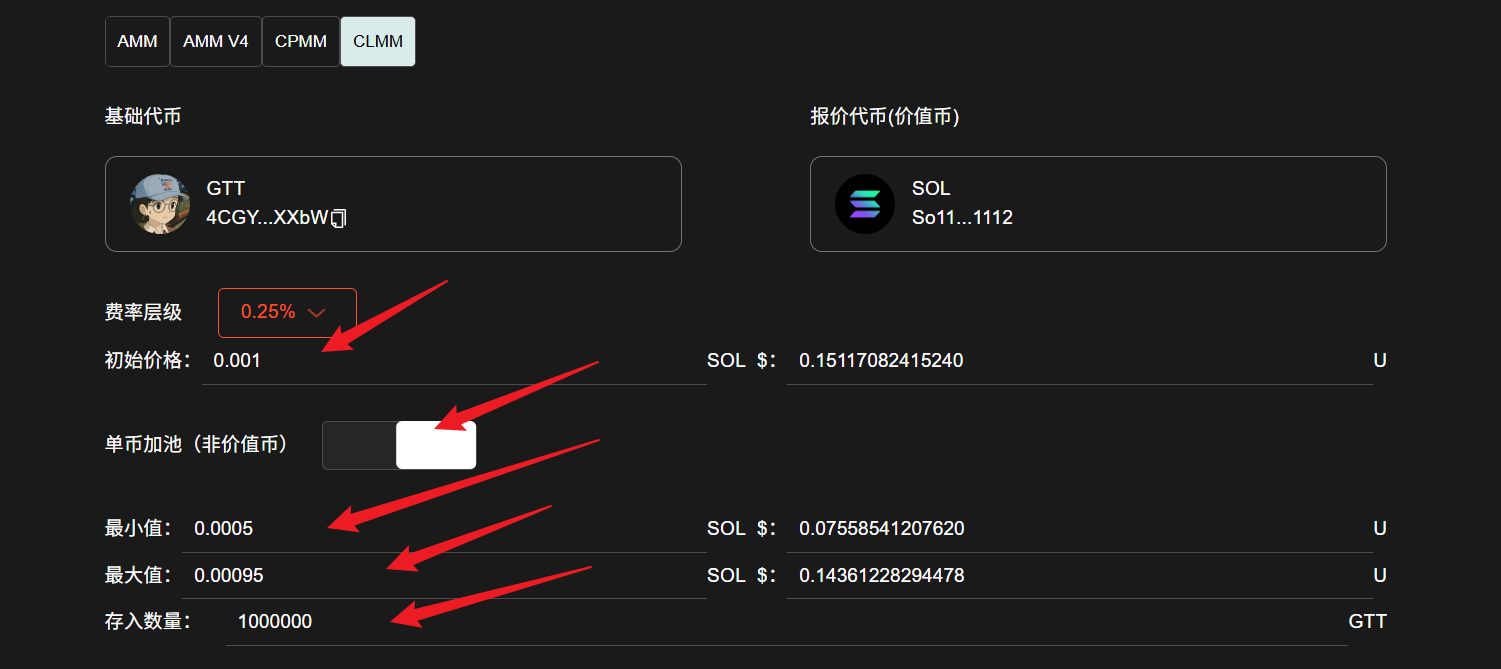 AMM AMM V4 CPMM CLMM
基础代币 报价代币(价值币)
GTT SOL
4CGY...XXbW So11...1112
费率层级 0.25%
初始价格： 0.001 SOL $： 0.15117082415240 U
单币加池（非价值币）
最小值： 0.0005 SOL $： 0.07558541207620 U
最大值： 0.00095 SOL $： 0.14361228294478 U
存入数量： 1000000 GTT